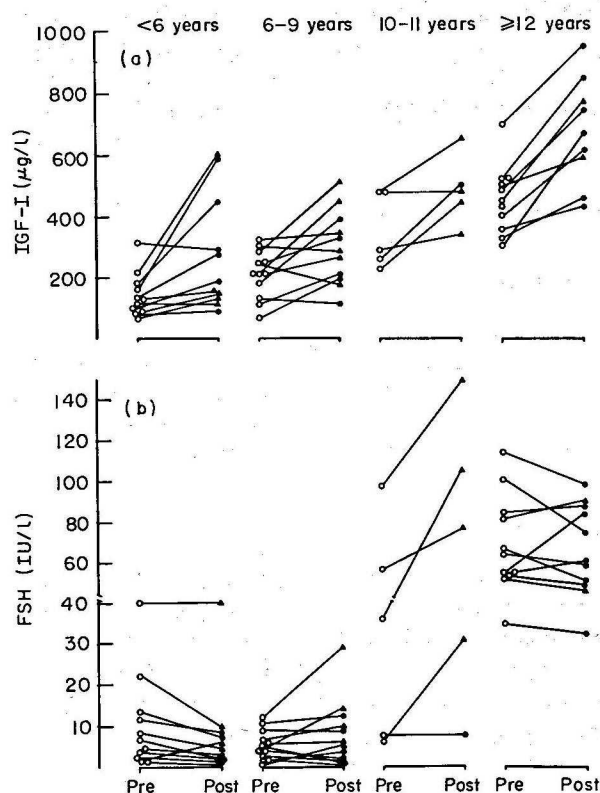 <6 years 6–9 years 10–11 years ⩾12 years
(a)
IGF-I (µg/l)
1000
800
600
400
200
(b)
FSH (IU/l)
140
120
100
80
60
40
30
20
10
Pre Post Pre Post Pre Post Pre Post